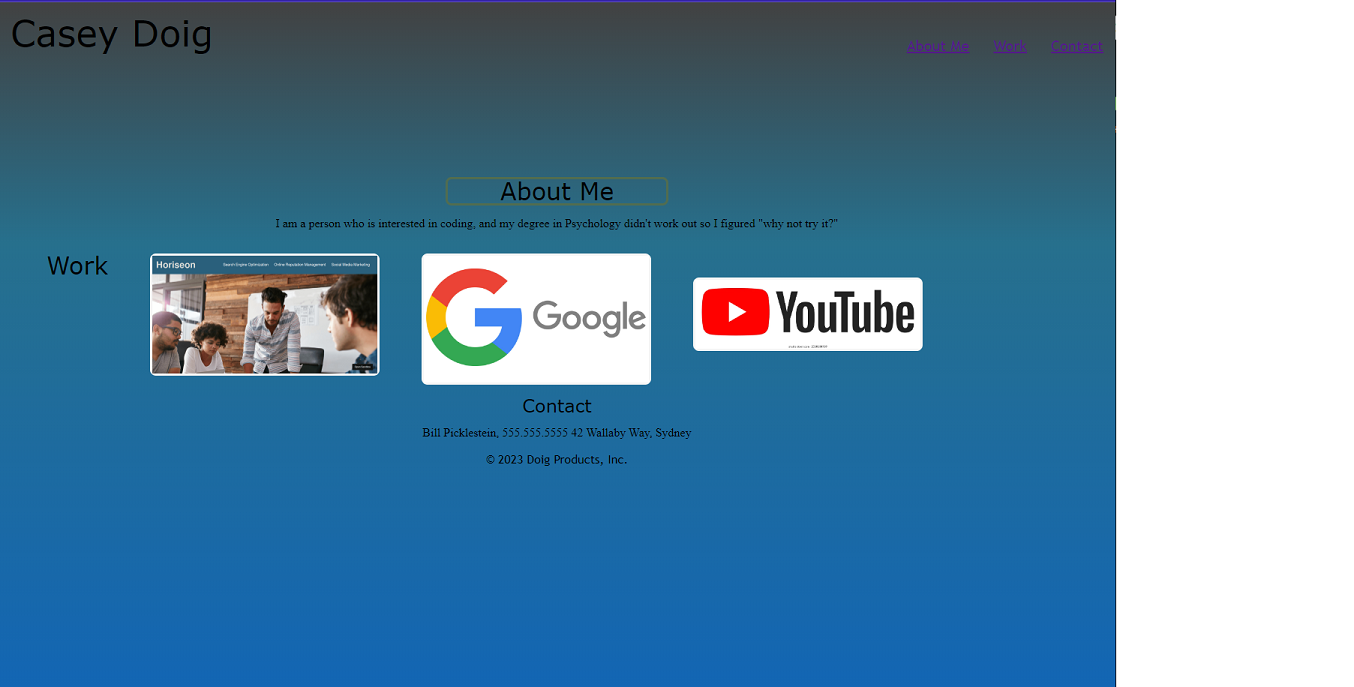 Casey Doig
About Me Work Contact
About Me
I am a person who is interested in coding, and my degree in Psychology didn't work out so I figured "why not try it?"
Work
Horiseon
Search Engine Optimization Online Reputation Management Social Media Marketing
Google
YouTube
Contact
Bill Picklestein, 555.555.5555 42 Wallaby Way, Sydney
© 2023 Doig Products, Inc.